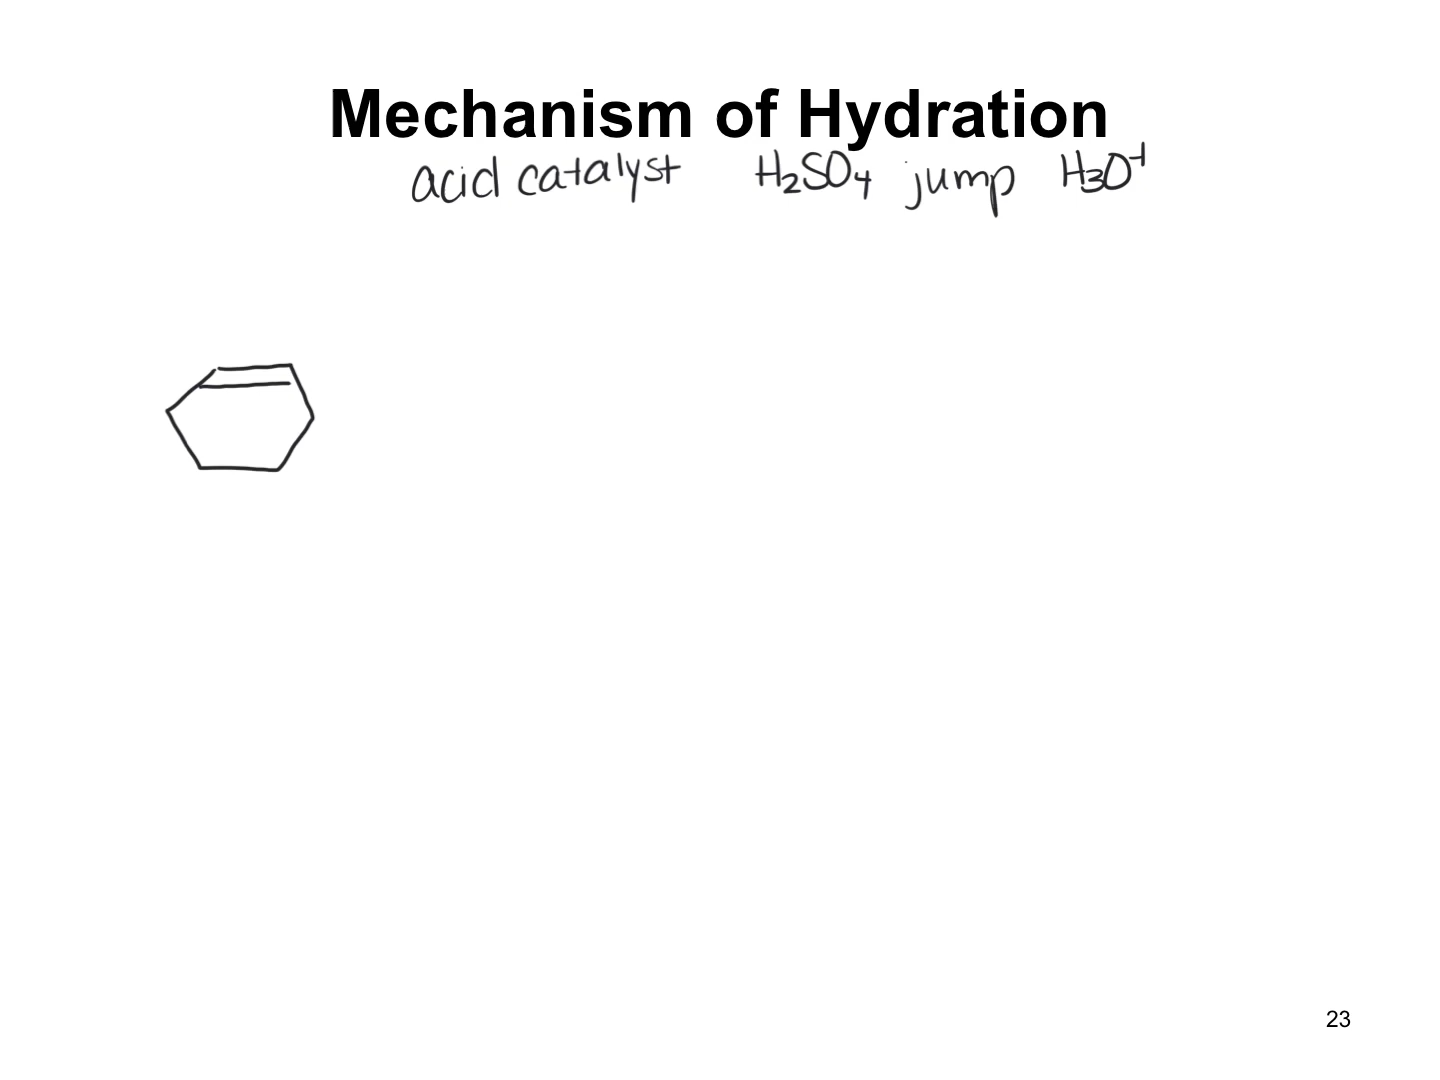 Mechanism of Hydration
acid catalyst H₂SO₄ jump H₃O⁺
23